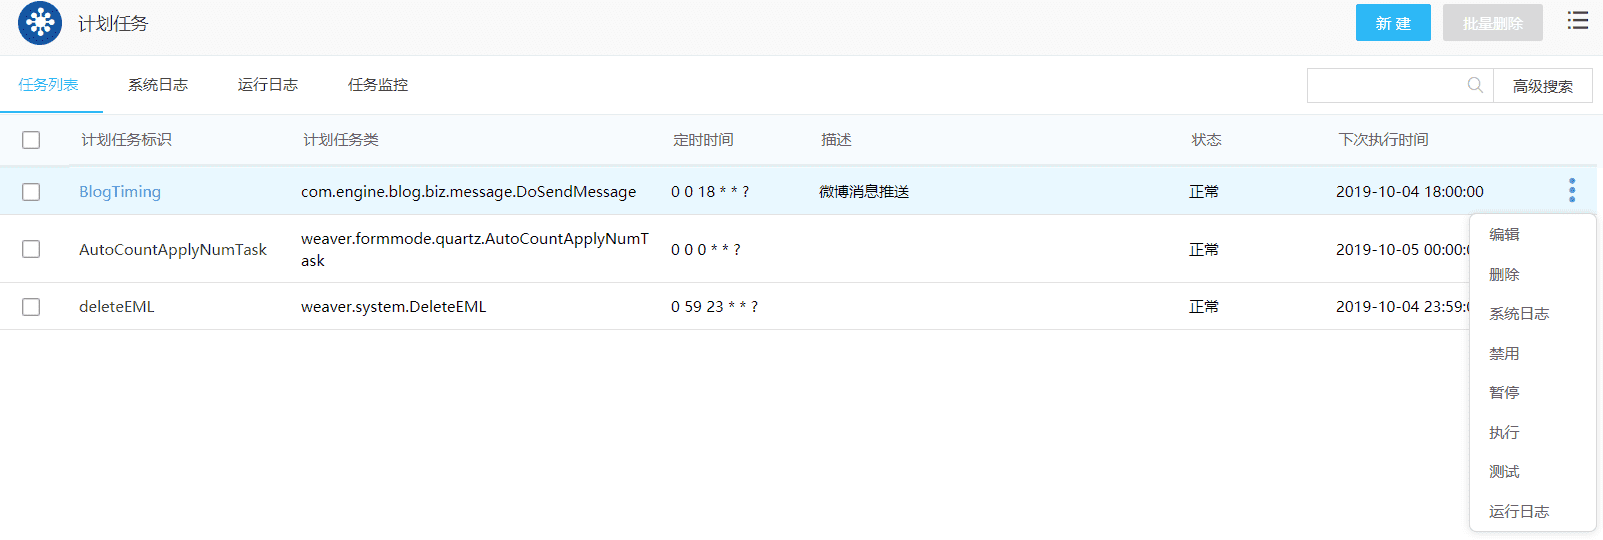 计划任务
新 建
批量删除
任务列表
系统日志
运行日志
任务监控
高级搜索
计划任务标识
计划任务类
定时时间
描述
状态
下次执行时间
BlogTiming
com.engine.blog.biz.message.DoSendMessage
0 0 18 * * ?
微博消息推送
正常
2019-10-04 18:00:00
AutoCountApplyNumTask
weaver.formmode.quartz.AutoCountApplyNumT
ask
0 0 0 * * ?
正常
2019-10-05 00:00:
deleteEML
weaver.system.DeleteEML
0 59 23 * * ?
正常
2019-10-04 23:59:
编辑
删除
系统日志
禁用
暂停
执行
测试
运行日志